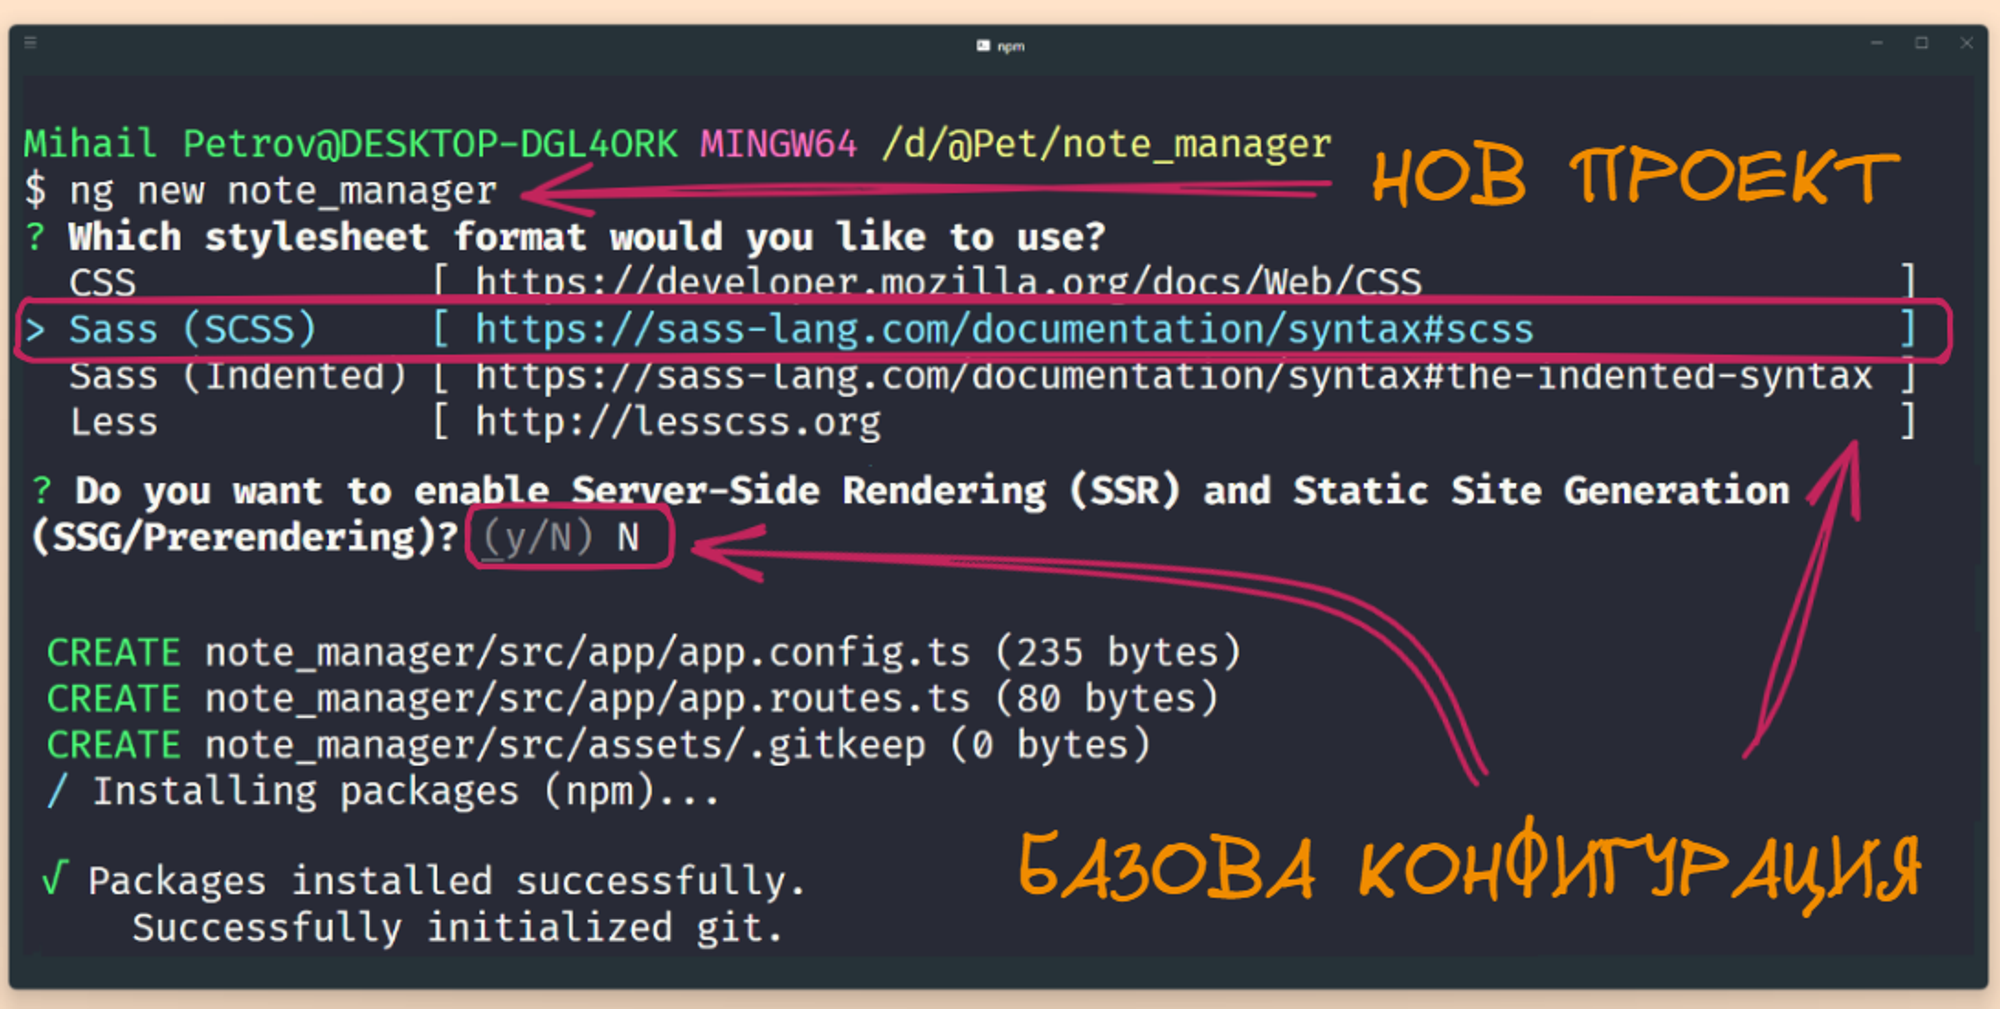 npm
Mihail Petrov@DESKTOP-DGL4ORK MINGW64 /d/@Pet/note_manager
$ ng new note_manager
НОВ ПРОЕКТ
? Which stylesheet format would you like to use?
CSS [ https://developer.mozilla.org/docs/Web/CSS ]
> Sass (SCSS) [ https://sass-lang.com/documentation/syntax#scss ]
Sass (Indented) [ https://sass-lang.com/documentation/syntax#the-indented-syntax ]
Less [ http://lesscss.org ]
? Do you want to enable Server-Side Rendering (SSR) and Static Site Generation
(SSG/Prerendering)? (y/N) N
CREATE note_manager/src/app/app.config.ts (235 bytes)
CREATE note_manager/src/app/app.routes.ts (80 bytes)
CREATE note_manager/src/assets/.gitkeep (0 bytes)
/ Installing packages (npm)...
√ Packages installed successfully.
Successfully initialized git.
БАЗОВА КОНФИГУРАЦИЯ